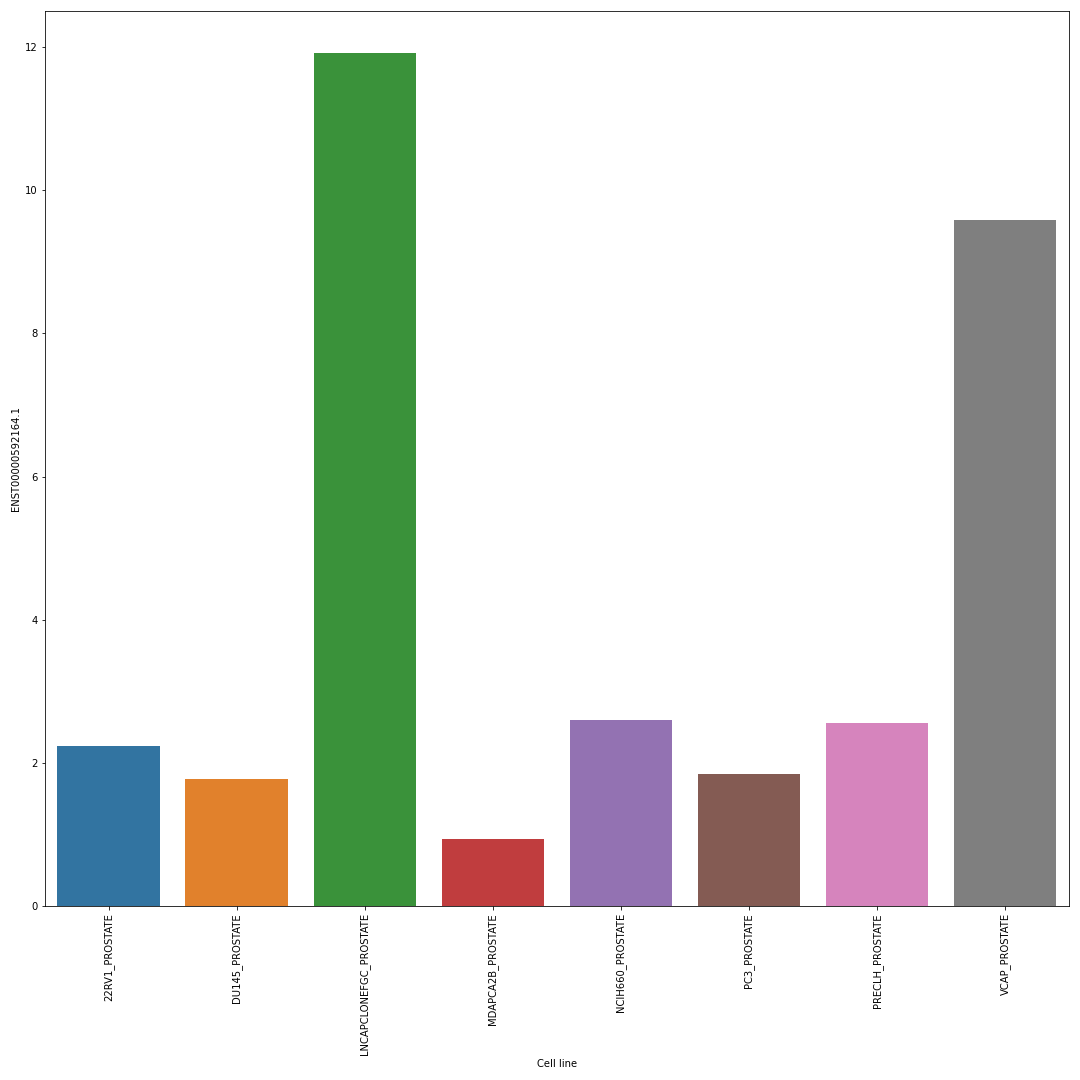 ENST00000592164.1
12
10
8
6
4
2
0
22RV1_PROSTATE
DU145_PROSTATE
LNCAPCLONEFGC_PROSTATE
MDAPCA2B_PROSTATE
NCIH660_PROSTATE
PC3_PROSTATE
PRECLH_PROSTATE
VCAP_PROSTATE
Cell line